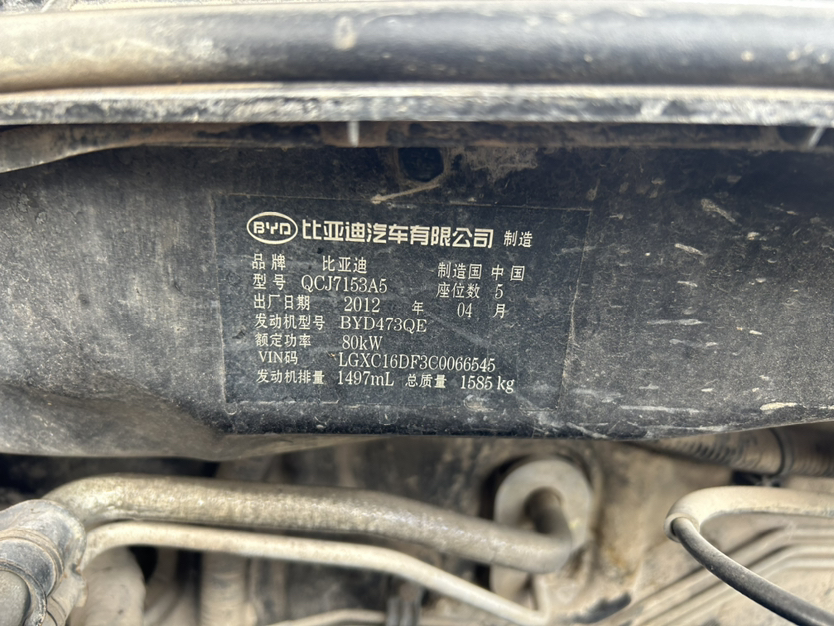 BYD 比亚迪汽车有限公司 制造
品牌 比亚迪 制造国 中国
型号 QCJ7153A5 座位数 5
出厂日期 2012 年 04 月
发动机型号 BYD473QE
额定功率 80kW
VIN码 LGXC16DF3C0066545
发动机排量 1497mL 总质量 1585kg